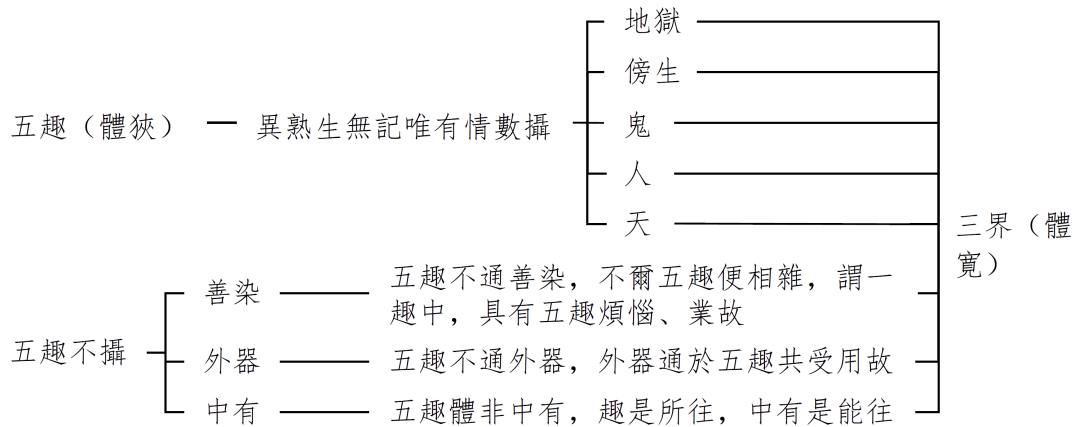 地獄
傍生
五趣（體狹）
異熟生無記唯有情數攝
鬼
人
天
三界（體
寬）
五趣不攝
善染
五趣不通善染，不爾五趣便相雜，謂一
趣中，具有五趣煩惱、業故
外器
五趣不通外器，外器通於五趣共受用故
中有
五趣體非中有，趣是所往，中有是能往